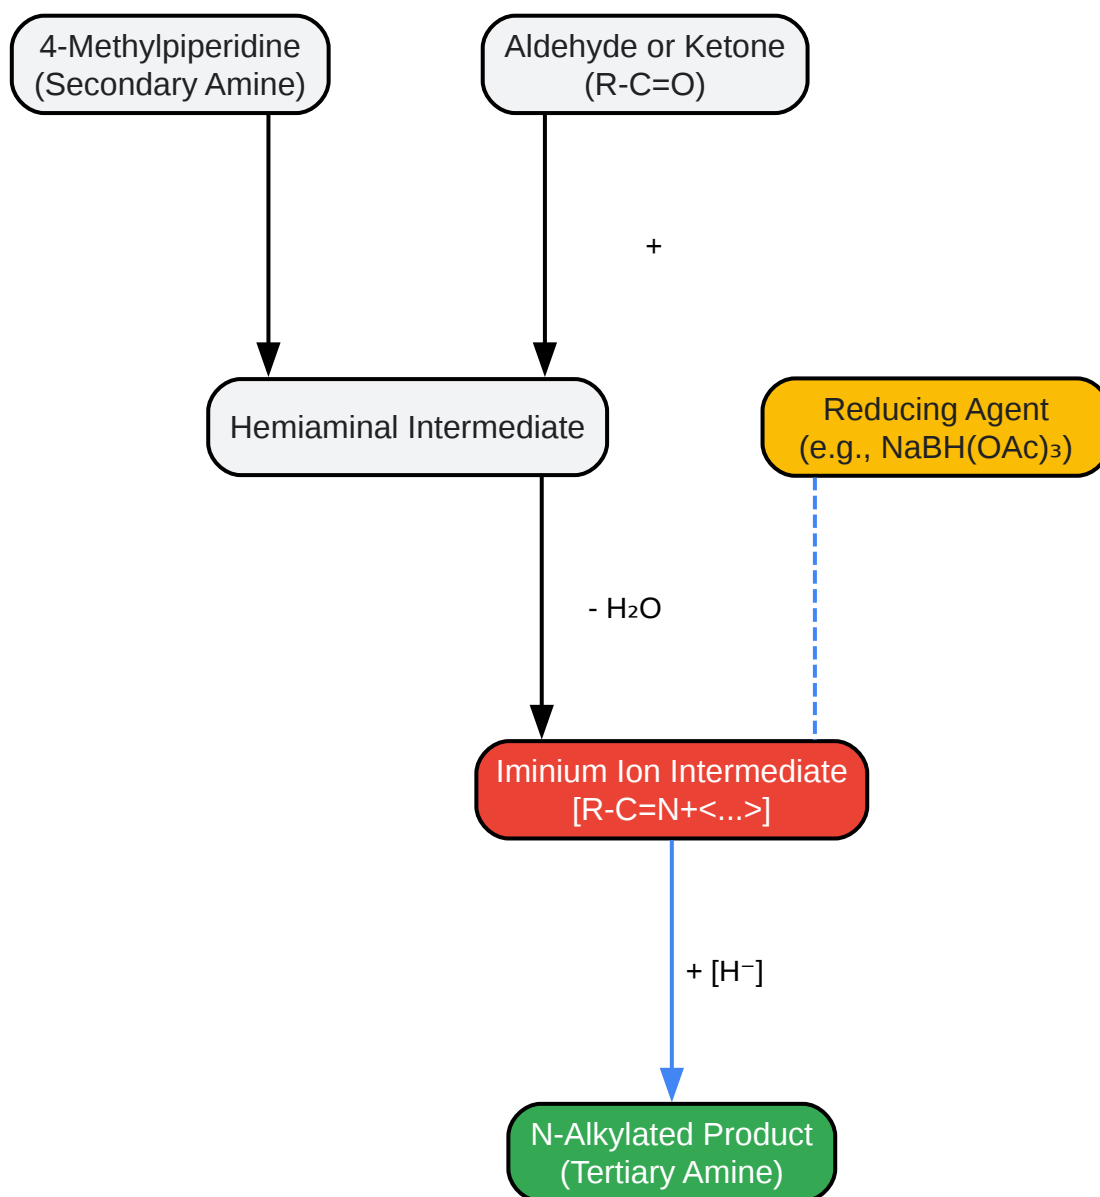 4-Methylpiperidine
(Secondary Amine)
Aldehyde or Ketone
(R-C=O)
+
Hemiaminal Intermediate
Reducing Agent
(e.g., NaBH(OAc)₃)
- H₂O
Iminium Ion Intermediate
[R-C=N+<...>]
+ [H⁻]
N-Alkylated Product
(Tertiary Amine)